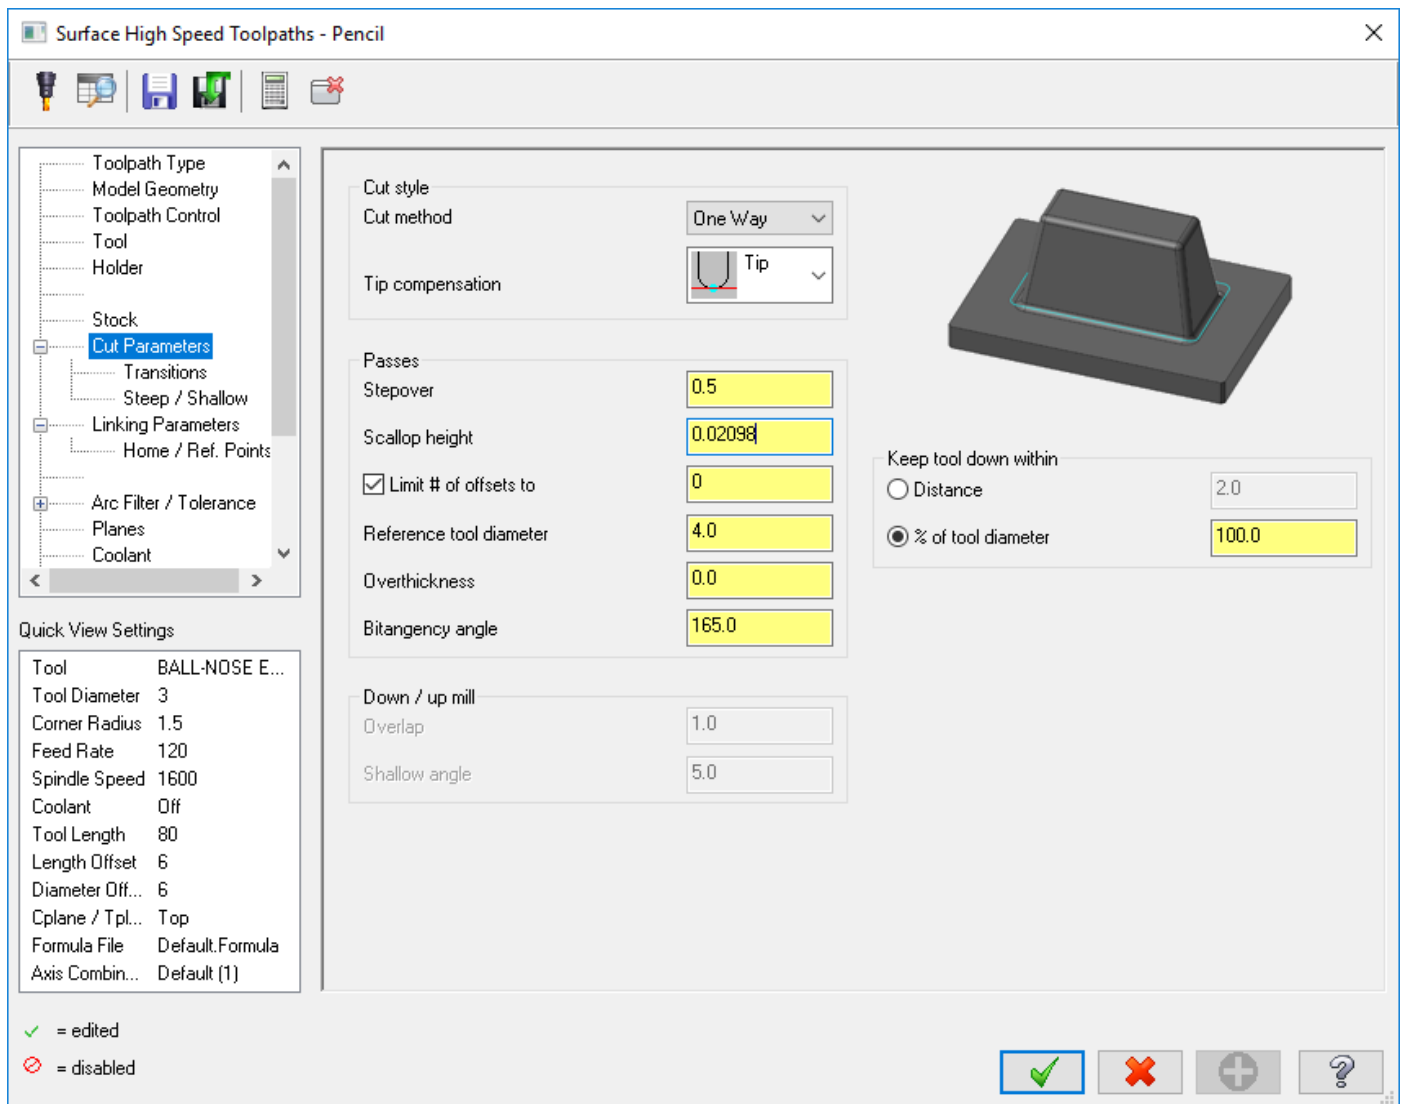 Surface High Speed Toolpaths - Pencil
Toolpath Type
Model Geometry
Toolpath Control
Tool
Holder
Stock
Cut Parameters
Transitions
Steep / Shallow
Linking Parameters
Home / Ref. Points
Arc Filter / Tolerance
Planes
Coolant
Quick View Settings
Tool BALL-NOSE E...
Tool Diameter 3
Corner Radius 1.5
Feed Rate 120
Spindle Speed 1600
Coolant Off
Tool Length 80
Length Offset 6
Diameter Off... 6
Cplane / Tpl... Top
Formula File Default.Formula
Axis Combin... Default (1)
= edited
= disabled
Cut style
Cut method One Way
Tip compensation Tip
Passes
Stepover 0.5
Scallop height 0.02098
Limit # of offsets to 0
Reference tool diameter 4.0
Overthickness 0.0
Bitangency angle 165.0
Down / up mill
Overlap 1.0
Shallow angle 5.0
Keep tool down within
Distance 2.0
% of tool diameter 100.0